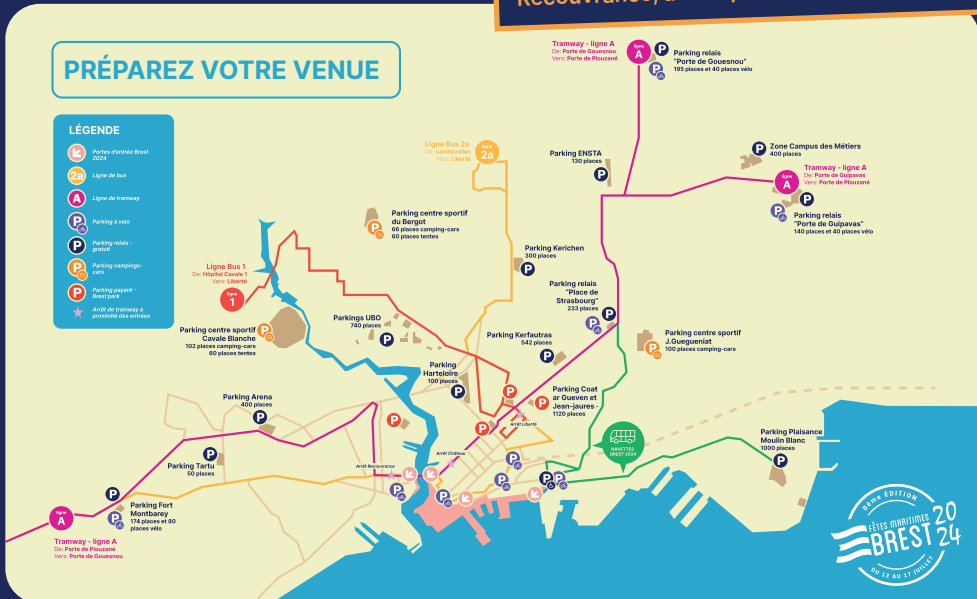 PRÉPAREZ VOTRE VENUE
LÉGENDE
Portes d'entrée Brest
2024
2a
Ligne de bus
A
Ligne de tramway
P
Parking à velo
P
Parking relais -
gratuit
P
Parking campings-
cars
P
Parking payant -
Brest'park
Arrêt de tramway à
proximité des entrées
Tramway - ligne A
De: Porte de Gouesnou
Vers: Porte de Plouzané
ligne
A
Parking relais
"Porte de Gouesnou"
195 places et 40 places vélo
Ligne Bus 2a
De: Lambézellec
Vers: Liberté
ligne
2a
Parking ENSTA
130 places
Zone Campus des Métiers
400 places
Tramway - ligne A
De: Porte de Guipavas
Vers: Porte de Plouzané
ligne
A
Parking relais
"Porte de Guipavas"
140 places et 40 places vélo
Parking centre sportif
du Bergot
66 places camping-cars
60 places tentes
Parking Kerichen
300 places
Ligne Bus 1
De: Hôpital Cavale 1
Vers: Liberté
ligne
1
Parking relais
"Place de
Strasbourg"
233 places
Parkings UBO
740 places
Parking centre sportif
Cavale Blanche
102 places camping-cars
60 places tentes
Parking Kerfautras
542 places
Parking centre sportif
J.Guegueniat
100 places camping-cars
Parking
Harteloire
100 places
Parking Coat
ar Gueven et
Jean-jaures -
1120 places
Parking Arena
400 places
Arrêt Liberté
Parking Plaisance
Moulin Blanc
1000 places
NAVETTES
BREST 2024
Arrêt Château
Arrêt Recouvrance
Parking Tartu
50 places
Parking Fort
Montbarey
174 places et 80
places vélo
ligne
A
Tramway - ligne A
De: Porte de Plouzané
Vers: Porte de Gouesnou
8ème ÉDITION
FÊTES MARITIMES
BREST
20
24
DU 12 AU 17 JUILLET